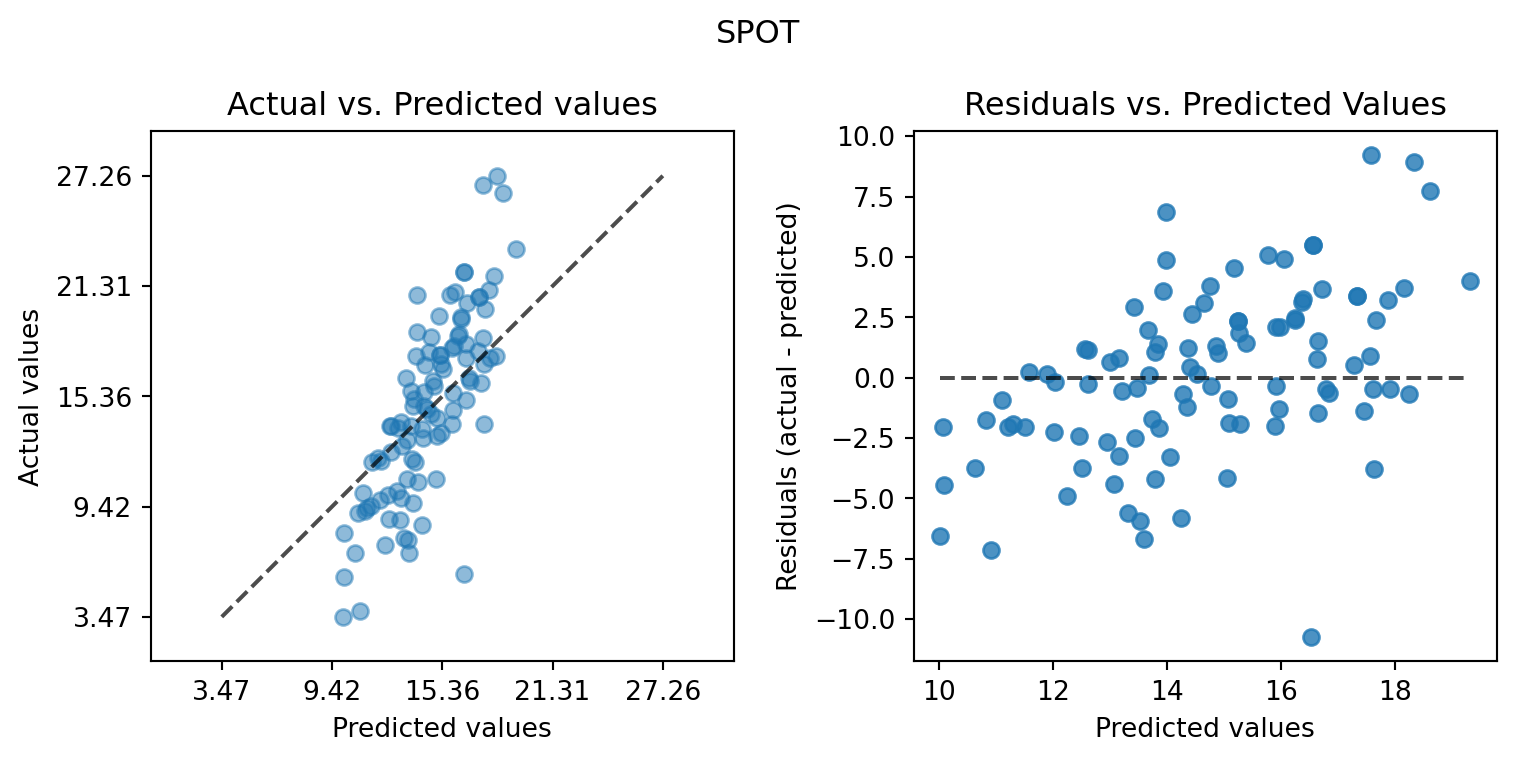 SPOT
Actual vs. Predicted values
Actual values
27.26
21.31
15.36
9.42
3.47
3.47 9.42 15.36 21.31 27.26
Predicted values
Residuals vs. Predicted Values
Residuals (actual - predicted)
10.0
7.5
5.0
2.5
0.0
−2.5
−5.0
−7.5
−10.0
10 12 14 16 18
Predicted values